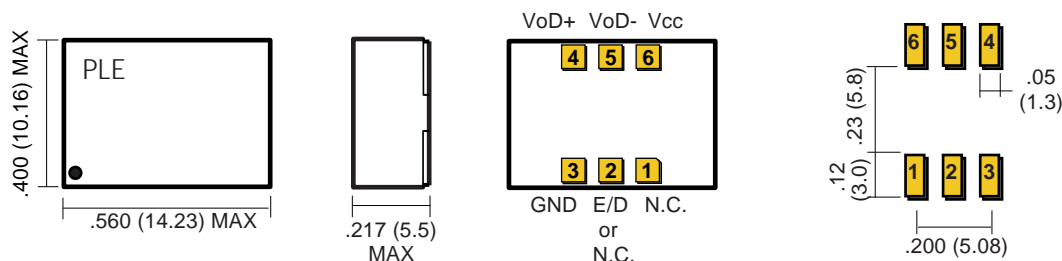 PLE
.400 (10.16) MAX
.560 (14.23) MAX
.217 (5.5)
MAX
VoD+ VoD- Vcc
4 5 6
3 2 1
GND E/D N.C.
or
N.C.
6 5 4
.05
(1.3)
.23 (5.8)
.12
(3.0)
1 2 3
.200 (5.08)